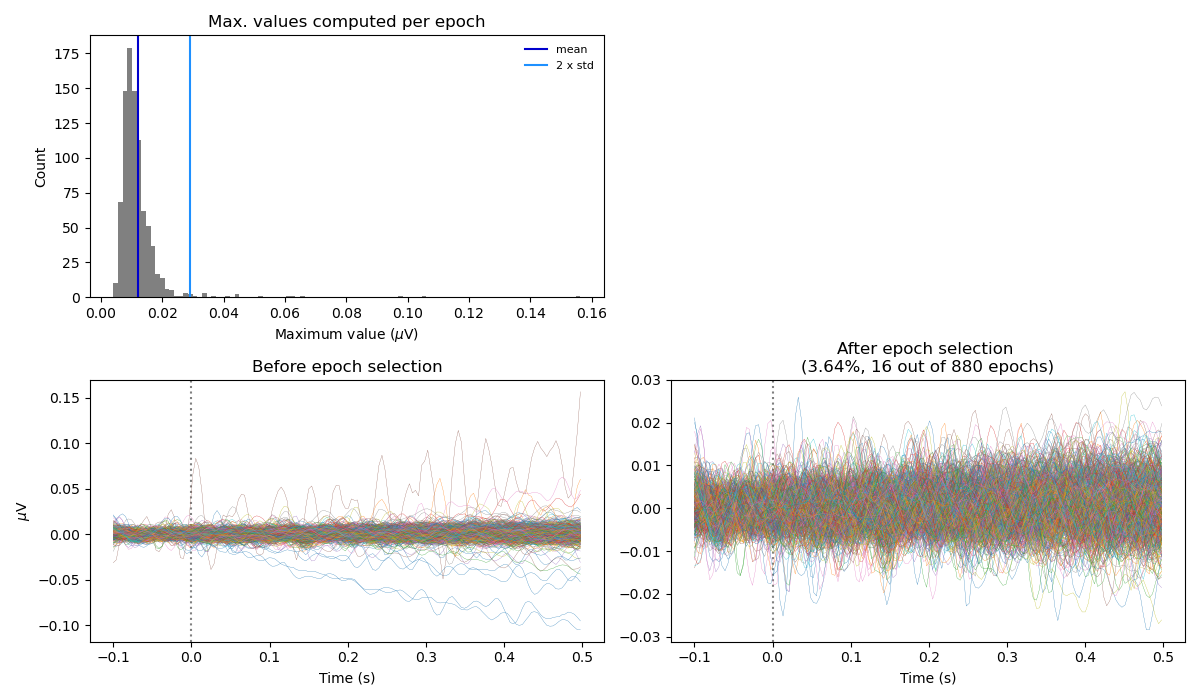 Max. values computed per epoch
175
150
125
100
75
50
25
0
Count
mean
2 x std
0.00 0.02 0.04 0.06 0.08 0.10 0.12 0.14 0.16
Maximum value (μV)
Before epoch selection
0.15
0.10
0.05
0.00
−0.05
−0.10
μV
−0.1 0.0 0.1 0.2 0.3 0.4 0.5
Time (s)
After epoch selection
(3.64%, 16 out of 880 epochs)
0.03
0.02
0.01
0.00
−0.01
−0.02
−0.03
−0.1 0.0 0.1 0.2 0.3 0.4 0.5
Time (s)